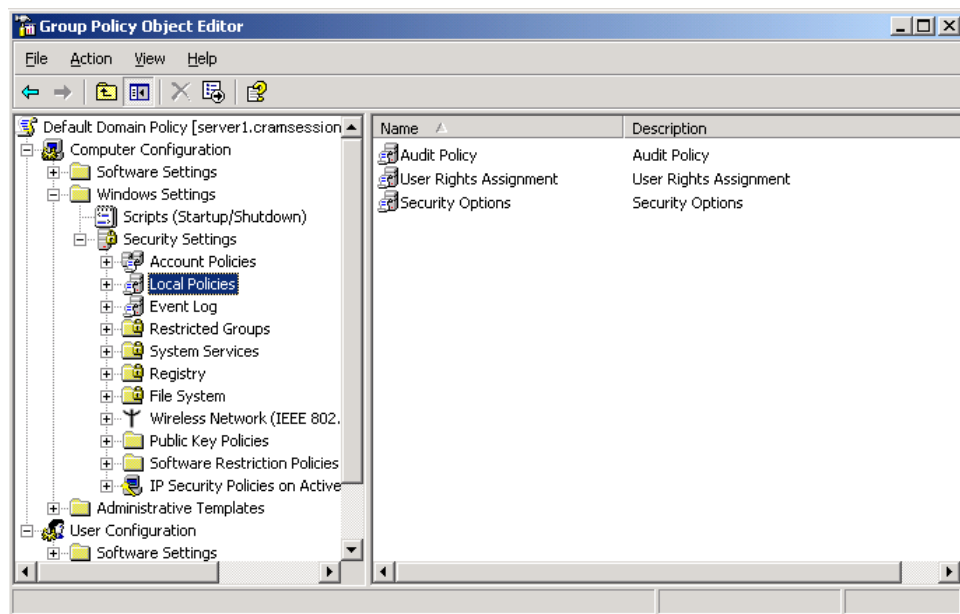 Group Policy Object Editor
File Action View Help
Default Domain Policy [server1.cramsession
Computer Configuration
Software Settings
Windows Settings
Scripts (Startup/Shutdown)
Security Settings
Account Policies
Local Policies
Event Log
Restricted Groups
System Services
Registry
File System
Wireless Network (IEEE 802.
Public Key Policies
Software Restriction Policies
IP Security Policies on Active
Administrative Templates
User Configuration
Software Settings
Name Description
Audit Policy Audit Policy
User Rights Assignment User Rights Assignment
Security Options Security Options